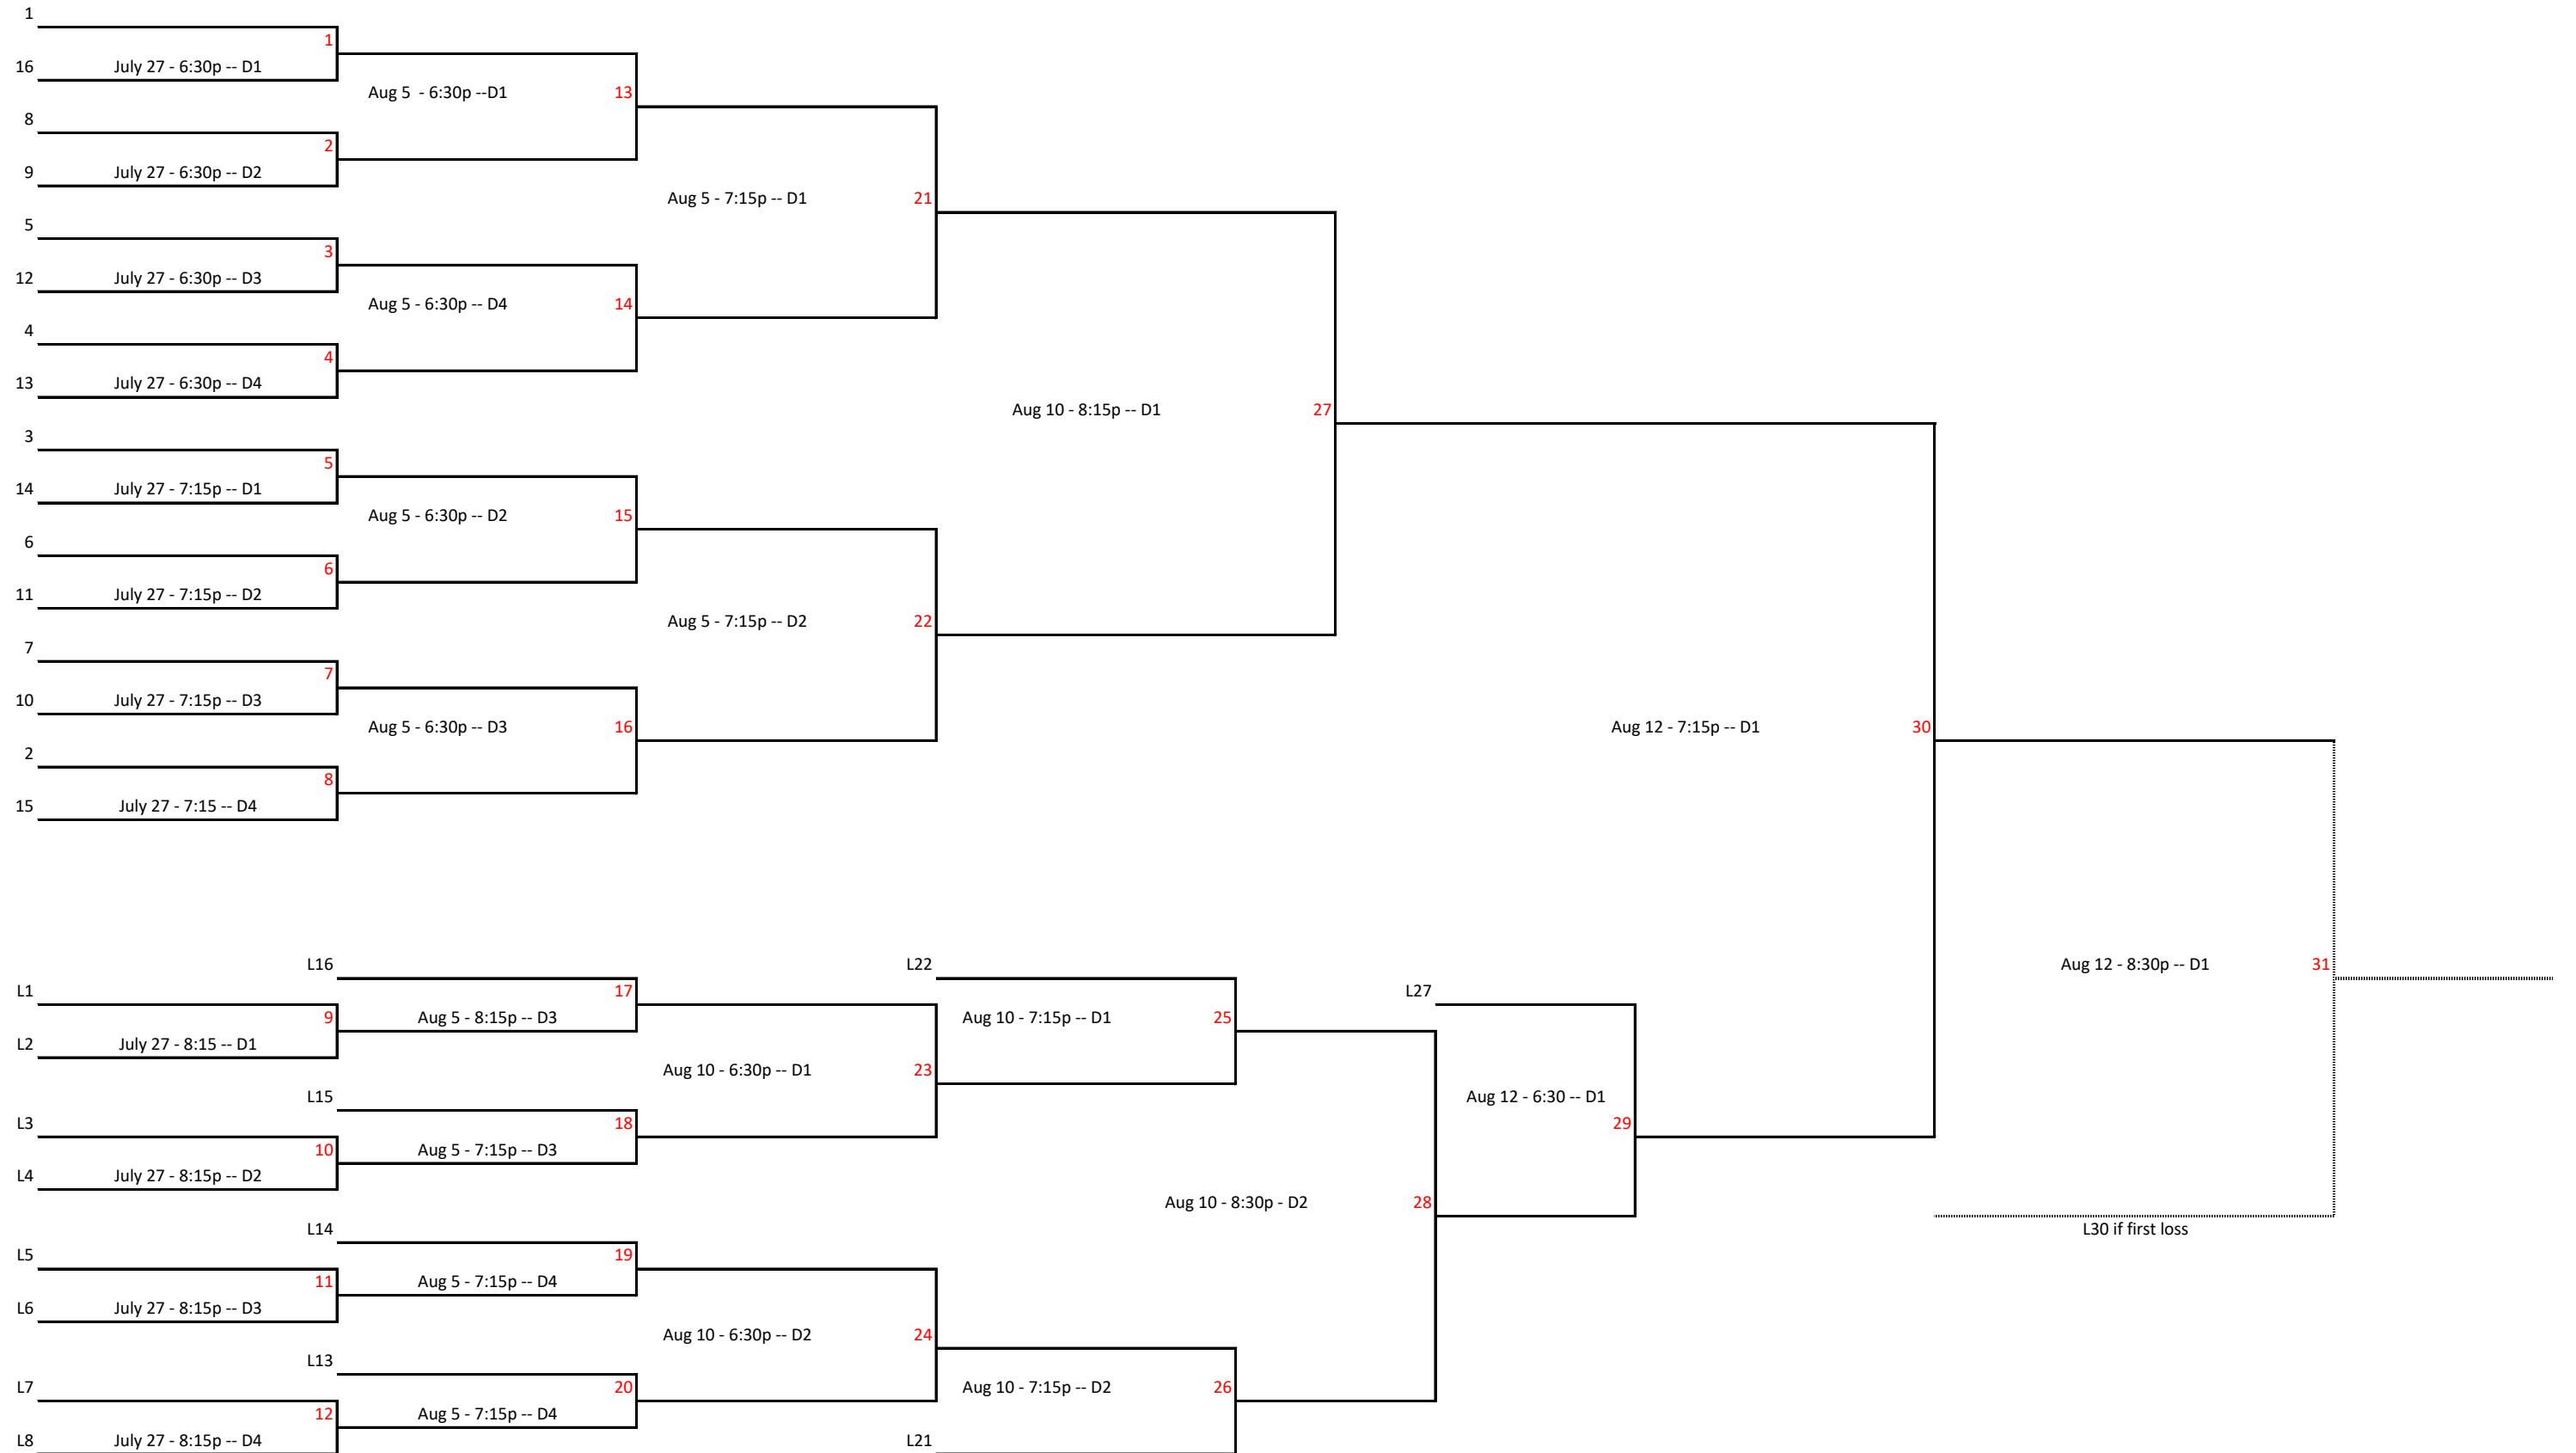 1
1
16
July 27 - 6:30p -- D1
Aug 5  - 6:30p --D1
13
8
2
9
July 27 - 6:30p -- D2
Aug 5 - 7:15p -- D1
21
5
3
12
July 27 - 6:30p -- D3
Aug 5 - 6:30p -- D4
14
4
4
13
July 27 - 6:30p -- D4
Aug 10 - 8:15p -- D1
27
3
5
14
July 27 - 7:15p -- D1
Aug 5 - 6:30p -- D2
15
6
6
11
July 27 - 7:15p -- D2
Aug 5 - 7:15p -- D2
22
7
7
10
July 27 - 7:15p -- D3
Aug 5 - 6:30p -- D3
16
Aug 12 - 7:15p -- D1
30
2
8
15
July 27 - 7:15 -- D4
L16
L22
Aug 12 - 8:30p -- D1
31
L1
17
L27
9
Aug 5 - 8:15p -- D3
Aug 10 - 7:15p -- D1
25
L2
July 27 - 8:15 -- D1
Aug 10 - 6:30p -- D1
23
L15
Aug 12 - 6:30 -- D1
L3
18
29
10
Aug 5 - 7:15p -- D3
L4
July 27 - 8:15p -- D2
Aug 10 - 8:30p - D2
28
L14
L30 if first loss
L5
19
11
Aug 5 - 7:15p -- D4
L6
July 27 - 8:15p -- D3
Aug 10 - 6:30p -- D2
24
L13
L7
20
Aug 10 - 7:15p -- D2
26
12
Aug 5 - 7:15p -- D4
L8
July 27 - 8:15p -- D4
L21